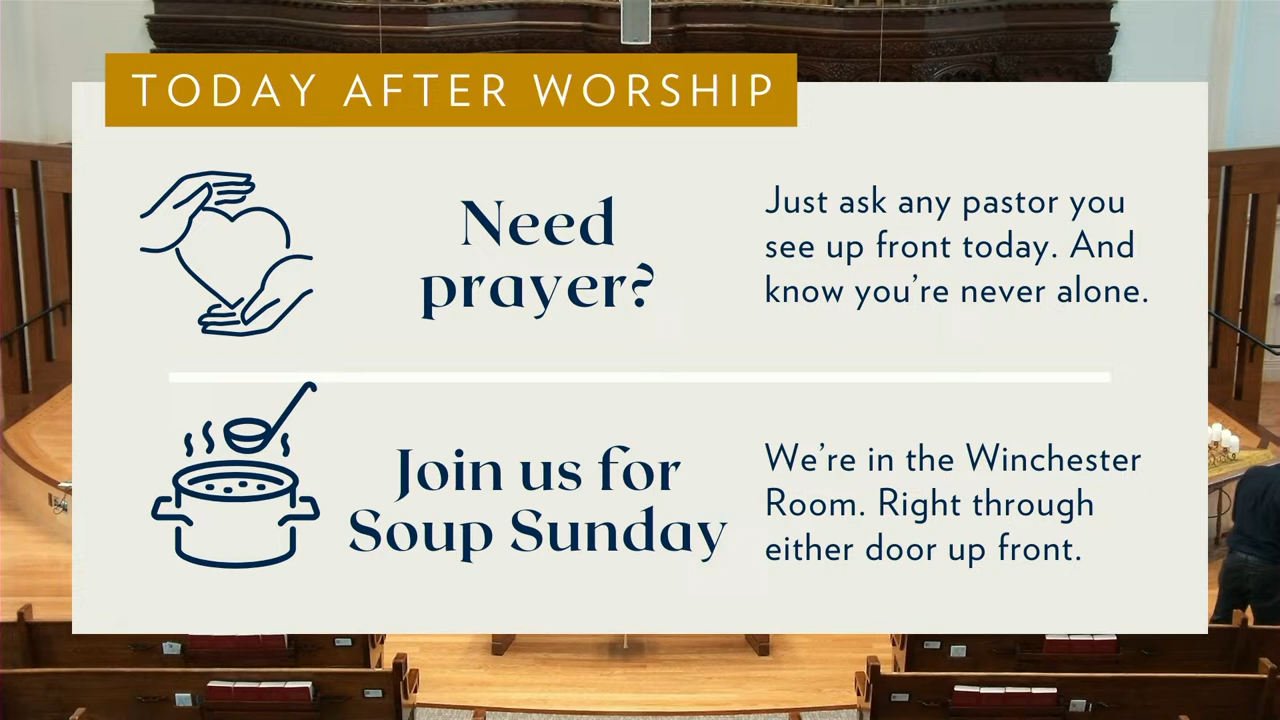 TODAY AFTER WORSHIP
Need
prayer?
Just ask any pastor you
see up front today. And
know you're never alone.
Join us for
Soup Sunday
We're in the Winchester
Room. Right through
either door up front.